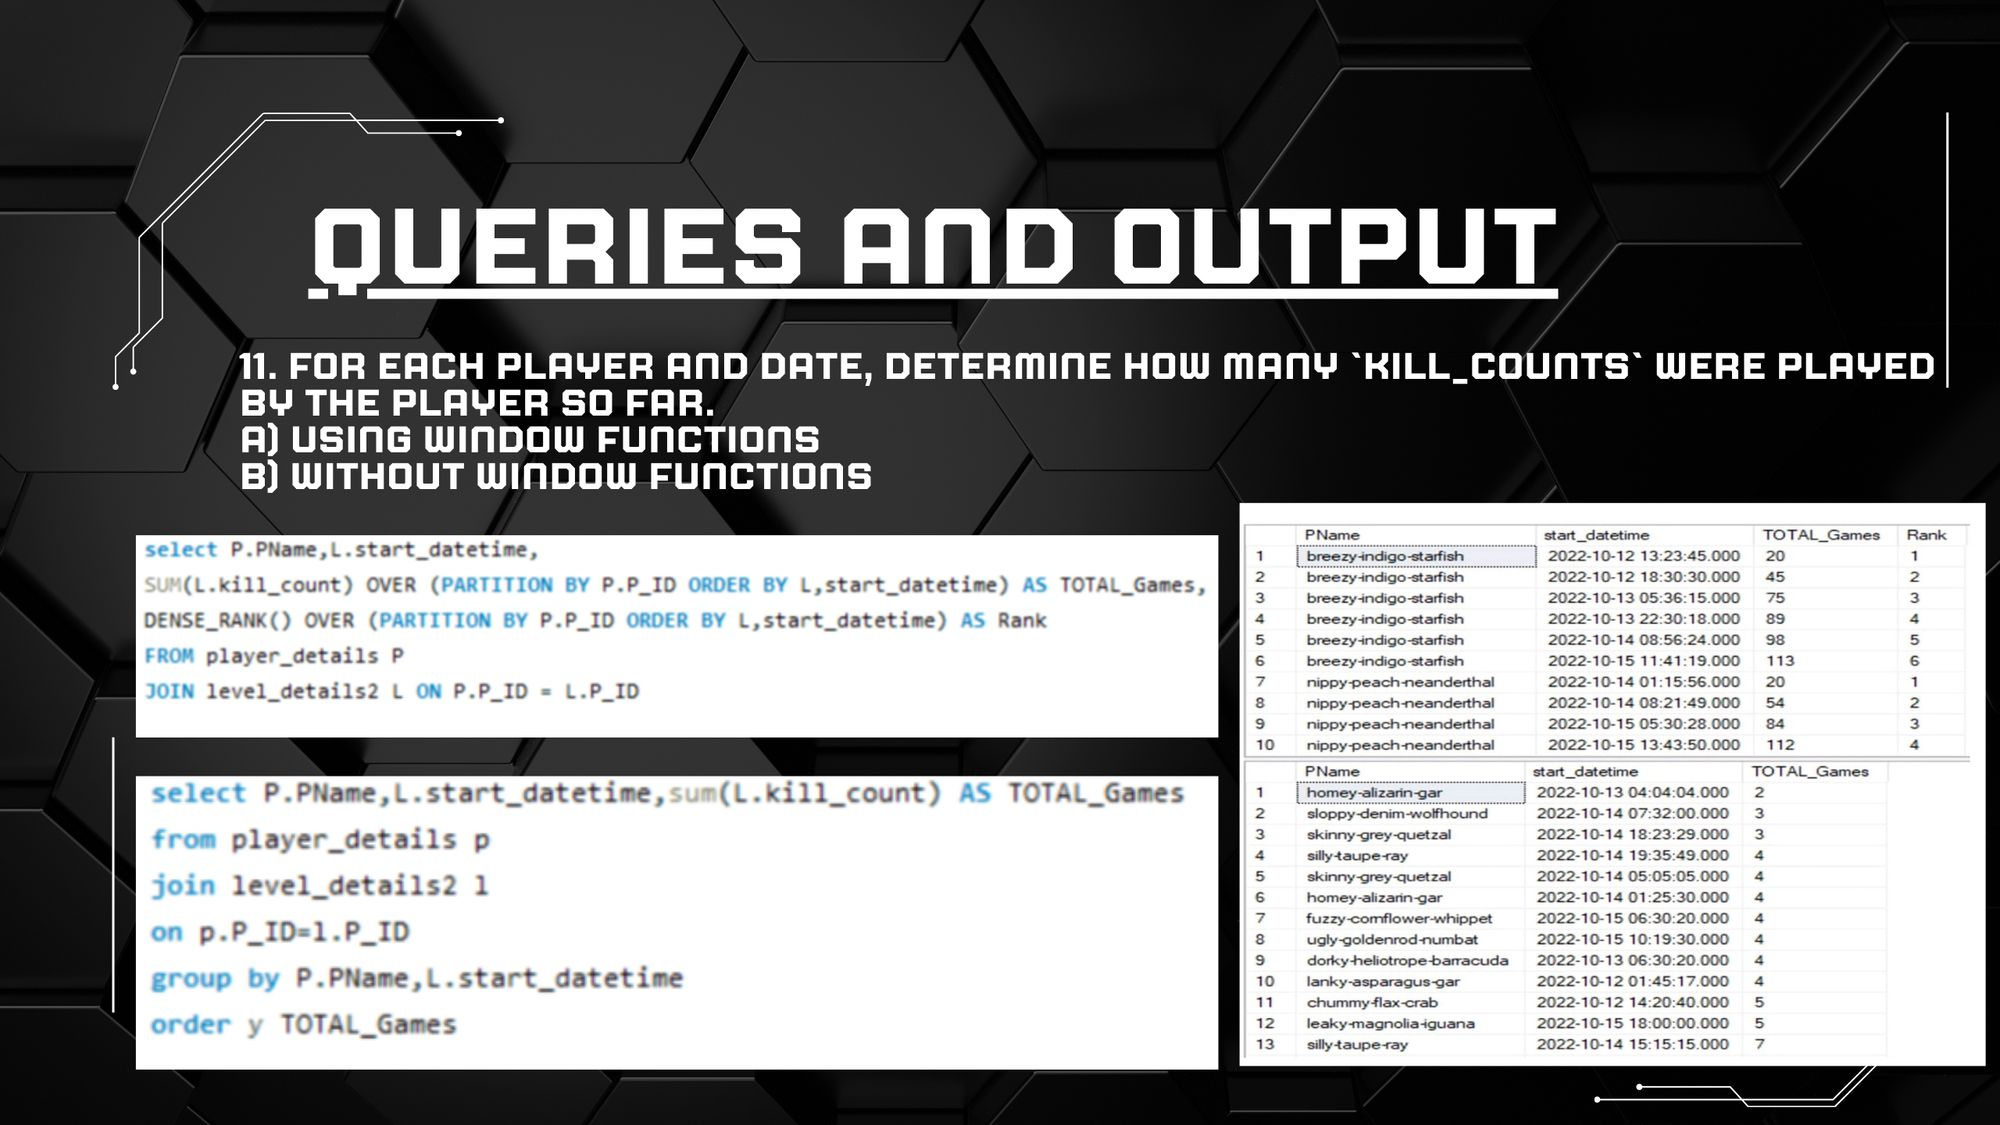 QUERIES AND OUTPUT
11. FOR EACH PLAYER AND DATE, DETERMINE HOW MANY `KILL_COUNTS` WERE PLAYED
BY THE PLAYER SO FAR.
A) USING WINDOW FUNCTIONS
B) WITHOUT WINDOW FUNCTIONS
select P.PName,L.start_datetime,
SUM(L.kill_count) OVER (PARTITION BY P.P_ID ORDER BY L,start_datetime) AS TOTAL_Games,
DENSE_RANK() OVER (PARTITION BY P.P_ID ORDER BY L,start_datetime) AS Rank
FROM player_details P
JOIN level_details2 L ON P.P_ID = L.P_ID
select P.PName,L.start_datetime,sum(L.kill_count) AS TOTAL_Games
from player_details p
join level_details2 l
on p.P_ID=l.P_ID
group by P.PName,L.start_datetime
order y TOTAL_Games
PName start_datetime TOTAL_Games Rank
1 breezy-indigo-starfish 2022-10-12 13:23:45.000 20 1
2 breezy-indigo-starfish 2022-10-12 18:30:30.000 45 2
3 breezy-indigo-starfish 2022-10-13 05:36:15.000 75 3
4 breezy-indigo-starfish 2022-10-13 22:30:18.000 89 4
5 breezy-indigo-starfish 2022-10-14 08:56:24.000 98 5
6 breezy-indigo-starfish 2022-10-15 11:41:19.000 113 6
7 nippy-peach-neanderthal 2022-10-14 01:15:56.000 20 1
8 nippy-peach-neanderthal 2022-10-14 08:21:49.000 54 2
9 nippy-peach-neanderthal 2022-10-15 05:30:28.000 84 3
10 nippy-peach-neanderthal 2022-10-15 13:43:50.000 112 4
PName start_datetime TOTAL_Games
1 homey-alizarin-gar 2022-10-13 04:04:04.000 2
2 sloppy-denim-wolfhound 2022-10-14 07:32:00.000 3
3 skinny-grey-quetzal 2022-10-14 18:23:29.000 3
4 silly-taupe-ray 2022-10-14 19:35:49.000 4
5 skinny-grey-quetzal 2022-10-14 05:05:05.000 4
6 homey-alizarin-gar 2022-10-14 01:25:30.000 4
7 fuzzy-cornflower-whippet 2022-10-15 06:30:20.000 4
8 ugly-goldenrod-numbat 2022-10-15 10:19:30.000 4
9 dorky-heliotrope-barracuda 2022-10-13 06:30:20.000 4
10 lanky-asparagus-gar 2022-10-12 01:45:17.000 4
11 chummy-flax-crab 2022-10-12 14:20:40.000 5
12 leaky-magnolia-iguana 2022-10-15 18:00:00.000 5
13 silly-taupe-ray 2022-10-14 15:15:15.000 7